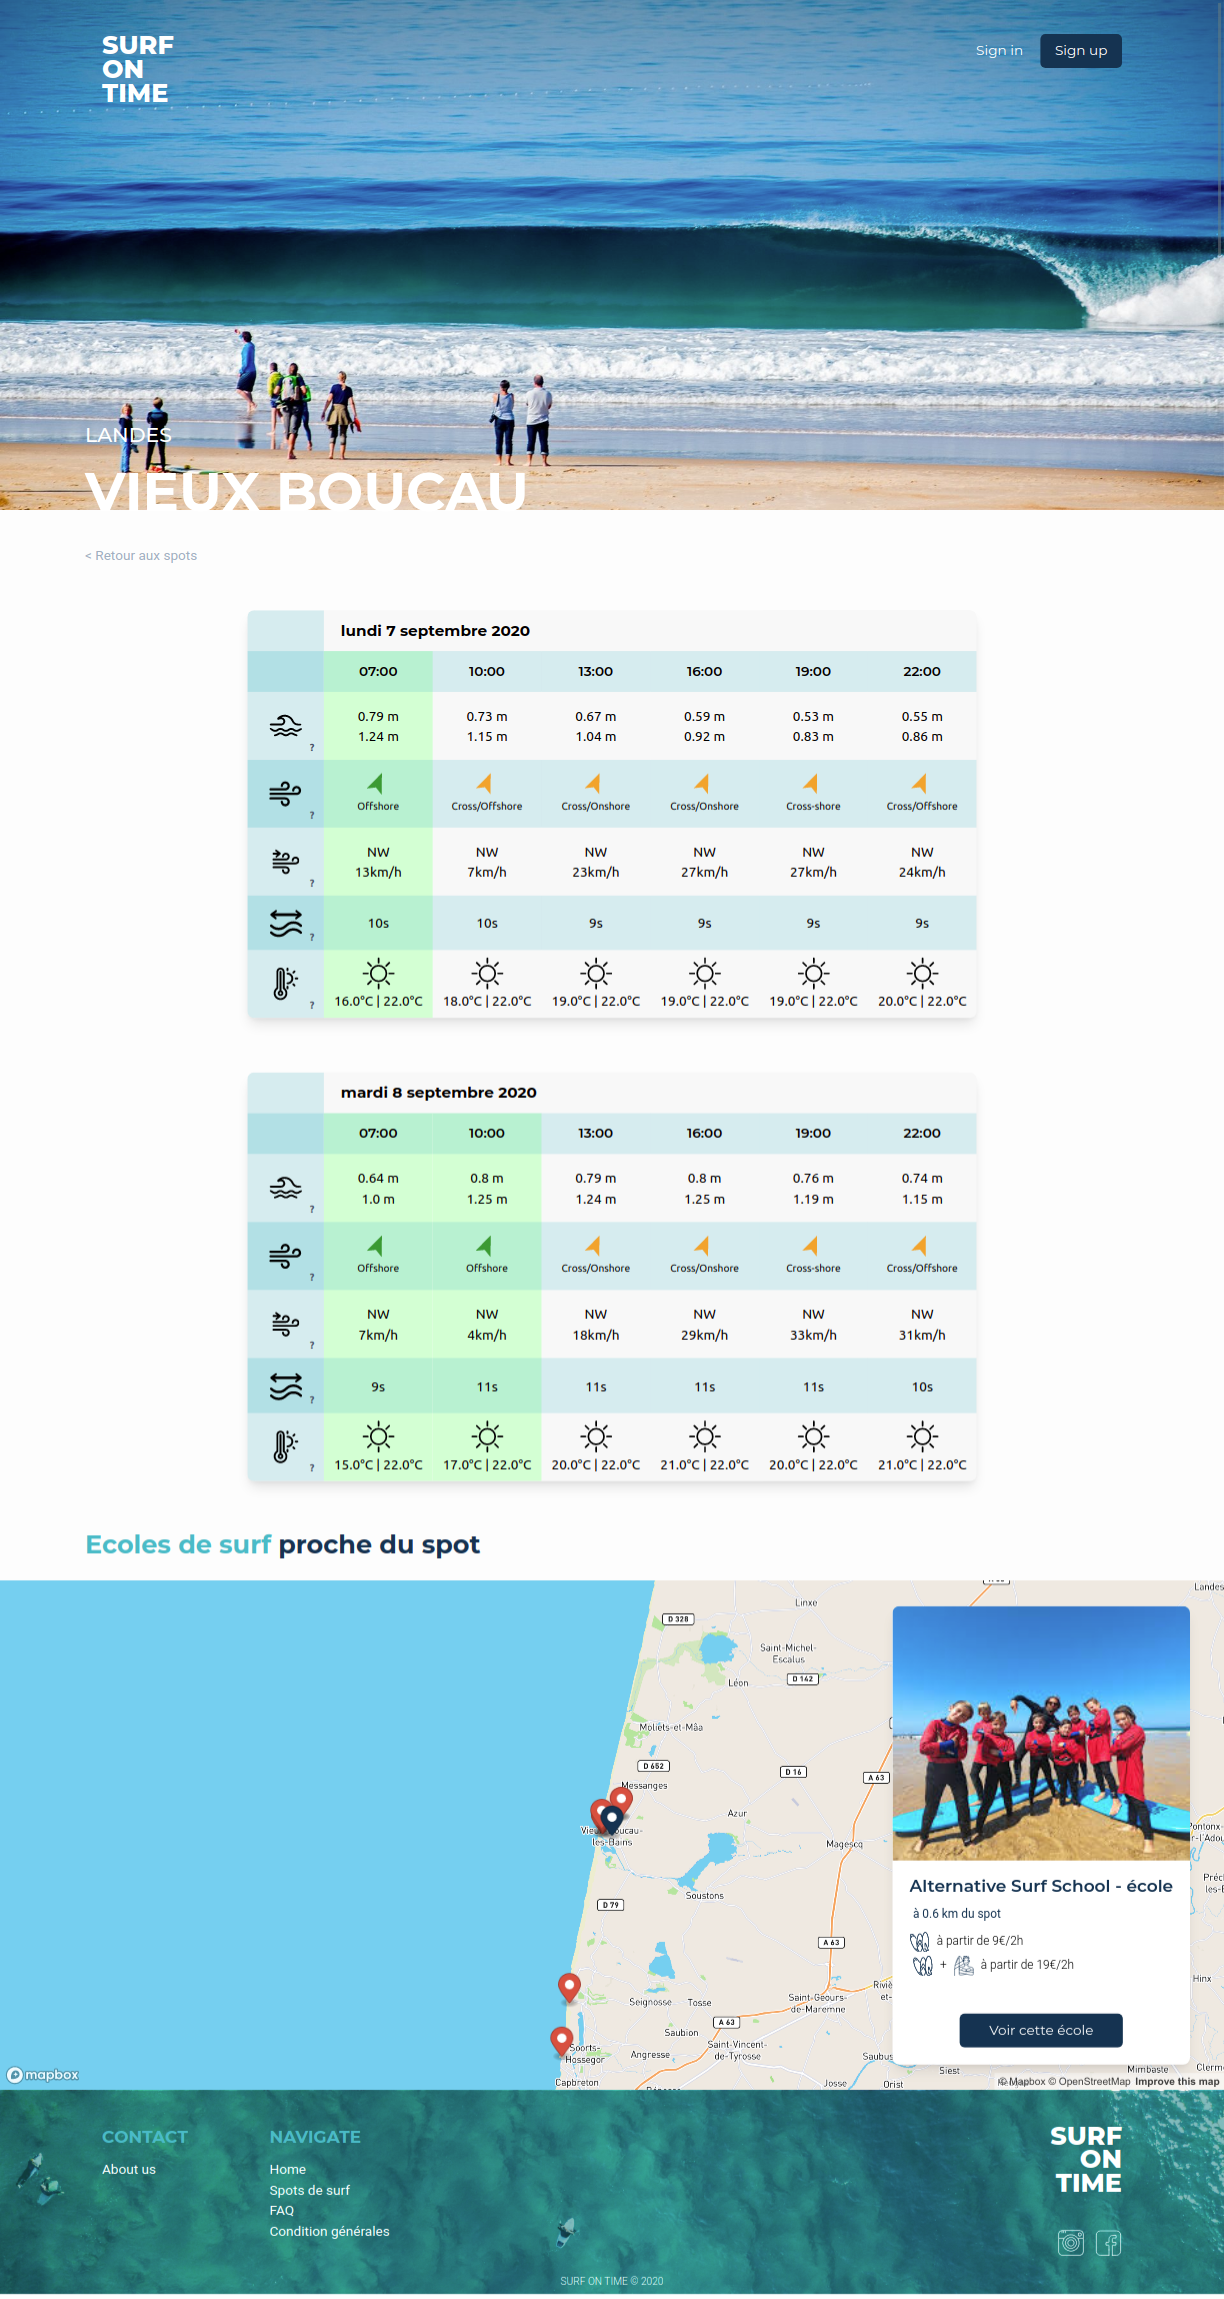 SURF
ON
TIME
Sign in
Sign up
LANDES
VIEUX BOUCAU
< Retour aux spots
lundi 7 septembre 2020
07:00 10:00 13:00 16:00 19:00 22:00
0.79 m 0.73 m 0.67 m 0.59 m 0.53 m 0.55 m
? 1.24 m 1.15 m 1.04 m 0.92 m 0.83 m 0.86 m
? Offshore Cross/Offshore Cross/Onshore Cross/Onshore Cross-shore Cross/Offshore
NW NW NW NW NW NW
? 13km/h 7km/h 23km/h 27km/h 27km/h 24km/h
? 10s 10s 9s 9s 9s 9s
? 16.0°C | 22.0°C 18.0°C | 22.0°C 19.0°C | 22.0°C 19.0°C | 22.0°C 19.0°C | 22.0°C 20.0°C | 22.0°C
mardi 8 septembre 2020
07:00 10:00 13:00 16:00 19:00 22:00
0.64 m 0.8 m 0.79 m 0.8 m 0.76 m 0.74 m
? 1.0 m 1.25 m 1.24 m 1.25 m 1.19 m 1.15 m
? Offshore Offshore Cross/Onshore Cross/Onshore Cross-shore Cross/Offshore
NW NW NW NW NW NW
? 7km/h 4km/h 18km/h 29km/h 33km/h 31km/h
? 9s 11s 11s 11s 11s 10s
? 15.0°C | 22.0°C 17.0°C | 22.0°C 20.0°C | 22.0°C 21.0°C | 22.0°C 20.0°C | 22.0°C 21.0°C | 22.0°C
Ecoles de surf proche du spot
Landes
Linxe
D 328
Saint-Michel-
Escalus
D 142
Léon
Moliets-et-Mâa
D 652
D 16
A 63
Messanges
Azur
Magescq
les-Bains
Soustons
D 79
A 63
Seignosse
Tosse
Saint-Geours-
de-Maremne
A 63
Saubion
Saint-Vincent-
de-Tyrosse
Soorts-
Hossegor
Angresse
Capbreton
Josse
Orist
Siest
Mimbaste
Hinx
Alternative Surf School - école
à 0.6 km du spot
à partir de 9€/2h
+ à partir de 19€/2h
Voir cette école
mapbox
© Mapbox © OpenStreetMap Improve this map
CONTACT
About us
NAVIGATE
Home
Spots de surf
FAQ
Condition générales
SURF
ON
TIME
SURF ON TIME © 2020